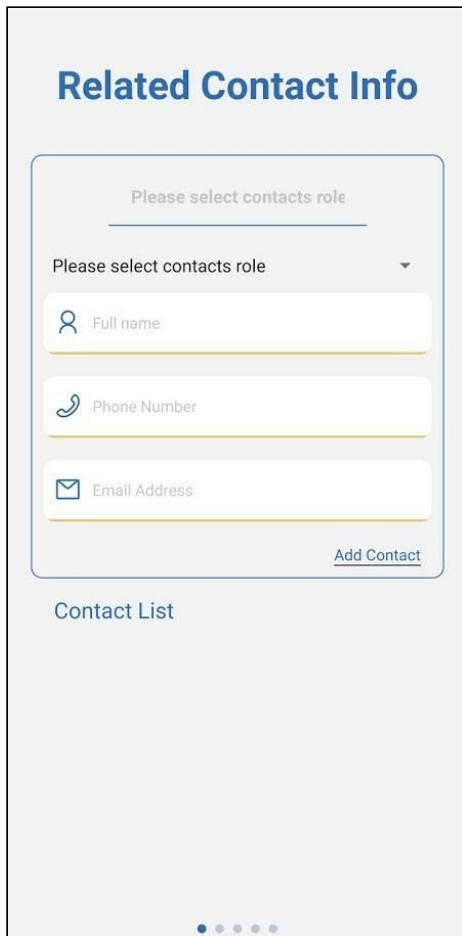 Related Contact Info
Please select contacts role
Please select contacts role
Full name
Phone Number
Email Address
Add Contact
Contact List